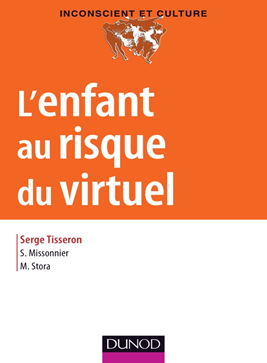 INCONSCIENT ET CULTURE
L'enfant
au risque
du virtuel
Serge Tisseron
S. Missonnier
M. Stora
DUNOD